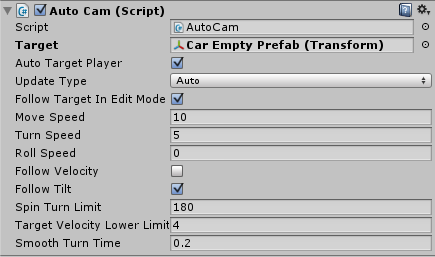 Auto Cam (Script)
Script AutoCam
Target Car Empty Prefab (Transform)
Auto Target Player
Update Type Auto
Follow Target In Edit Mode
Move Speed 10
Turn Speed 5
Roll Speed 0
Follow Velocity
Follow Tilt
Spin Turn Limit 180
Target Velocity Lower Limit 4
Smooth Turn Time 0.2